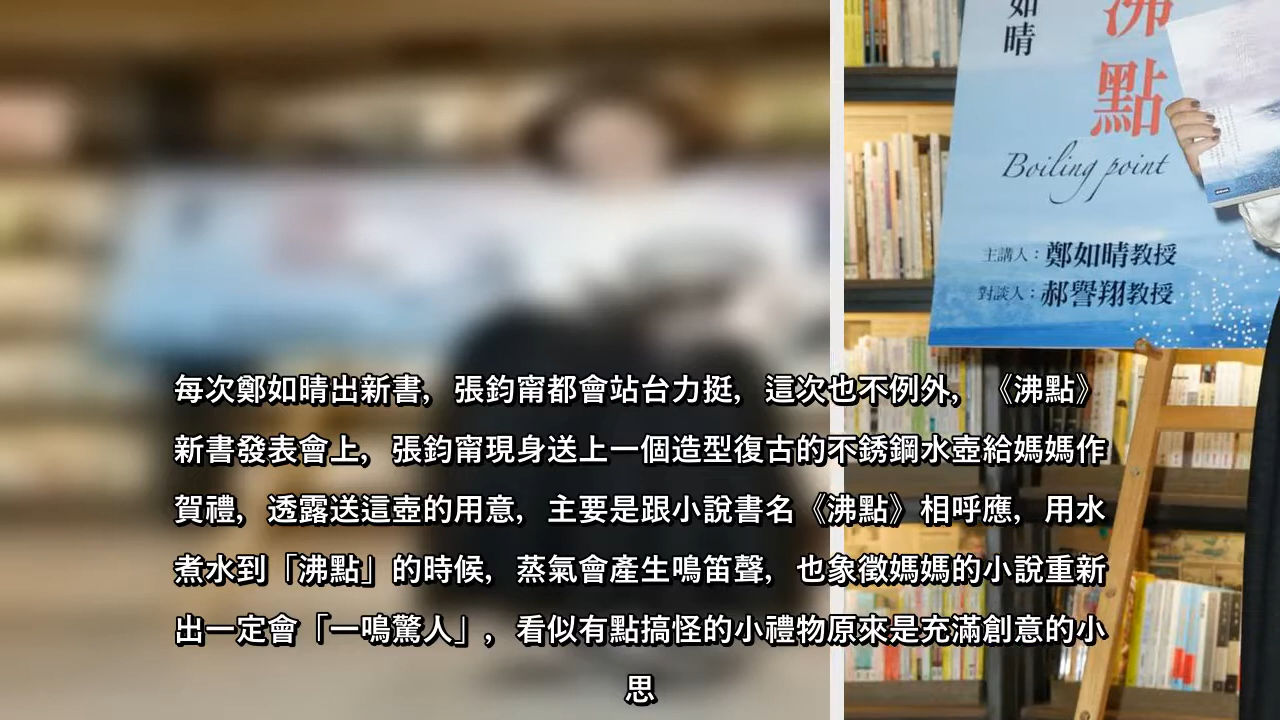 如晴
沸點
Boiling point
主講人：鄭如晴教授
對談人：郝譽翔教授
每次鄭如晴出新書，張鈞甯都會站台力挺，這次也不例外，《沸點》
新書發表會上，張鈞甯現身送上一個造型復古的不銹鋼水壺給媽媽作
賀禮，透露送這壺的用意，主要是跟小說書名《沸點》相呼應，用水
煮水到「沸點」的時候，蒸氣會產生鳴笛聲，也象徵媽媽的小說重新
出一定會「一鳴驚人」，看似有點搞怪的小禮物原來是充滿創意的小
思